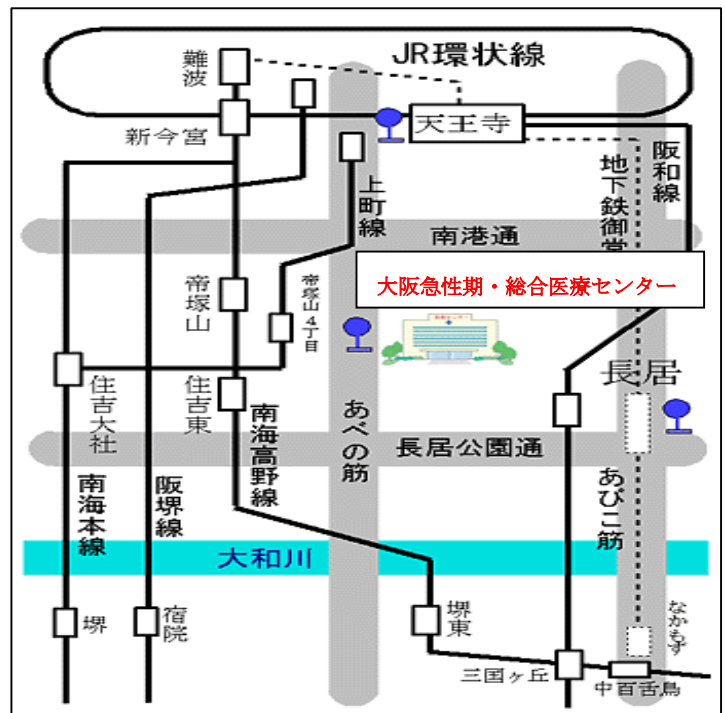 JR環状線
難波
天王寺
新今宮
阪和線
地下鉄御堂
上町線
南港通
大阪急性期・総合医療センター
帝塚山
帝塚山4丁目
長居
住吉大社
住吉東
南海高野線
あべの筋
長居公園通
あびこ筋
南海本線
阪堺線
大和川
堺
宿院
堺東
なかもず
三国ヶ丘
中百舌鳥